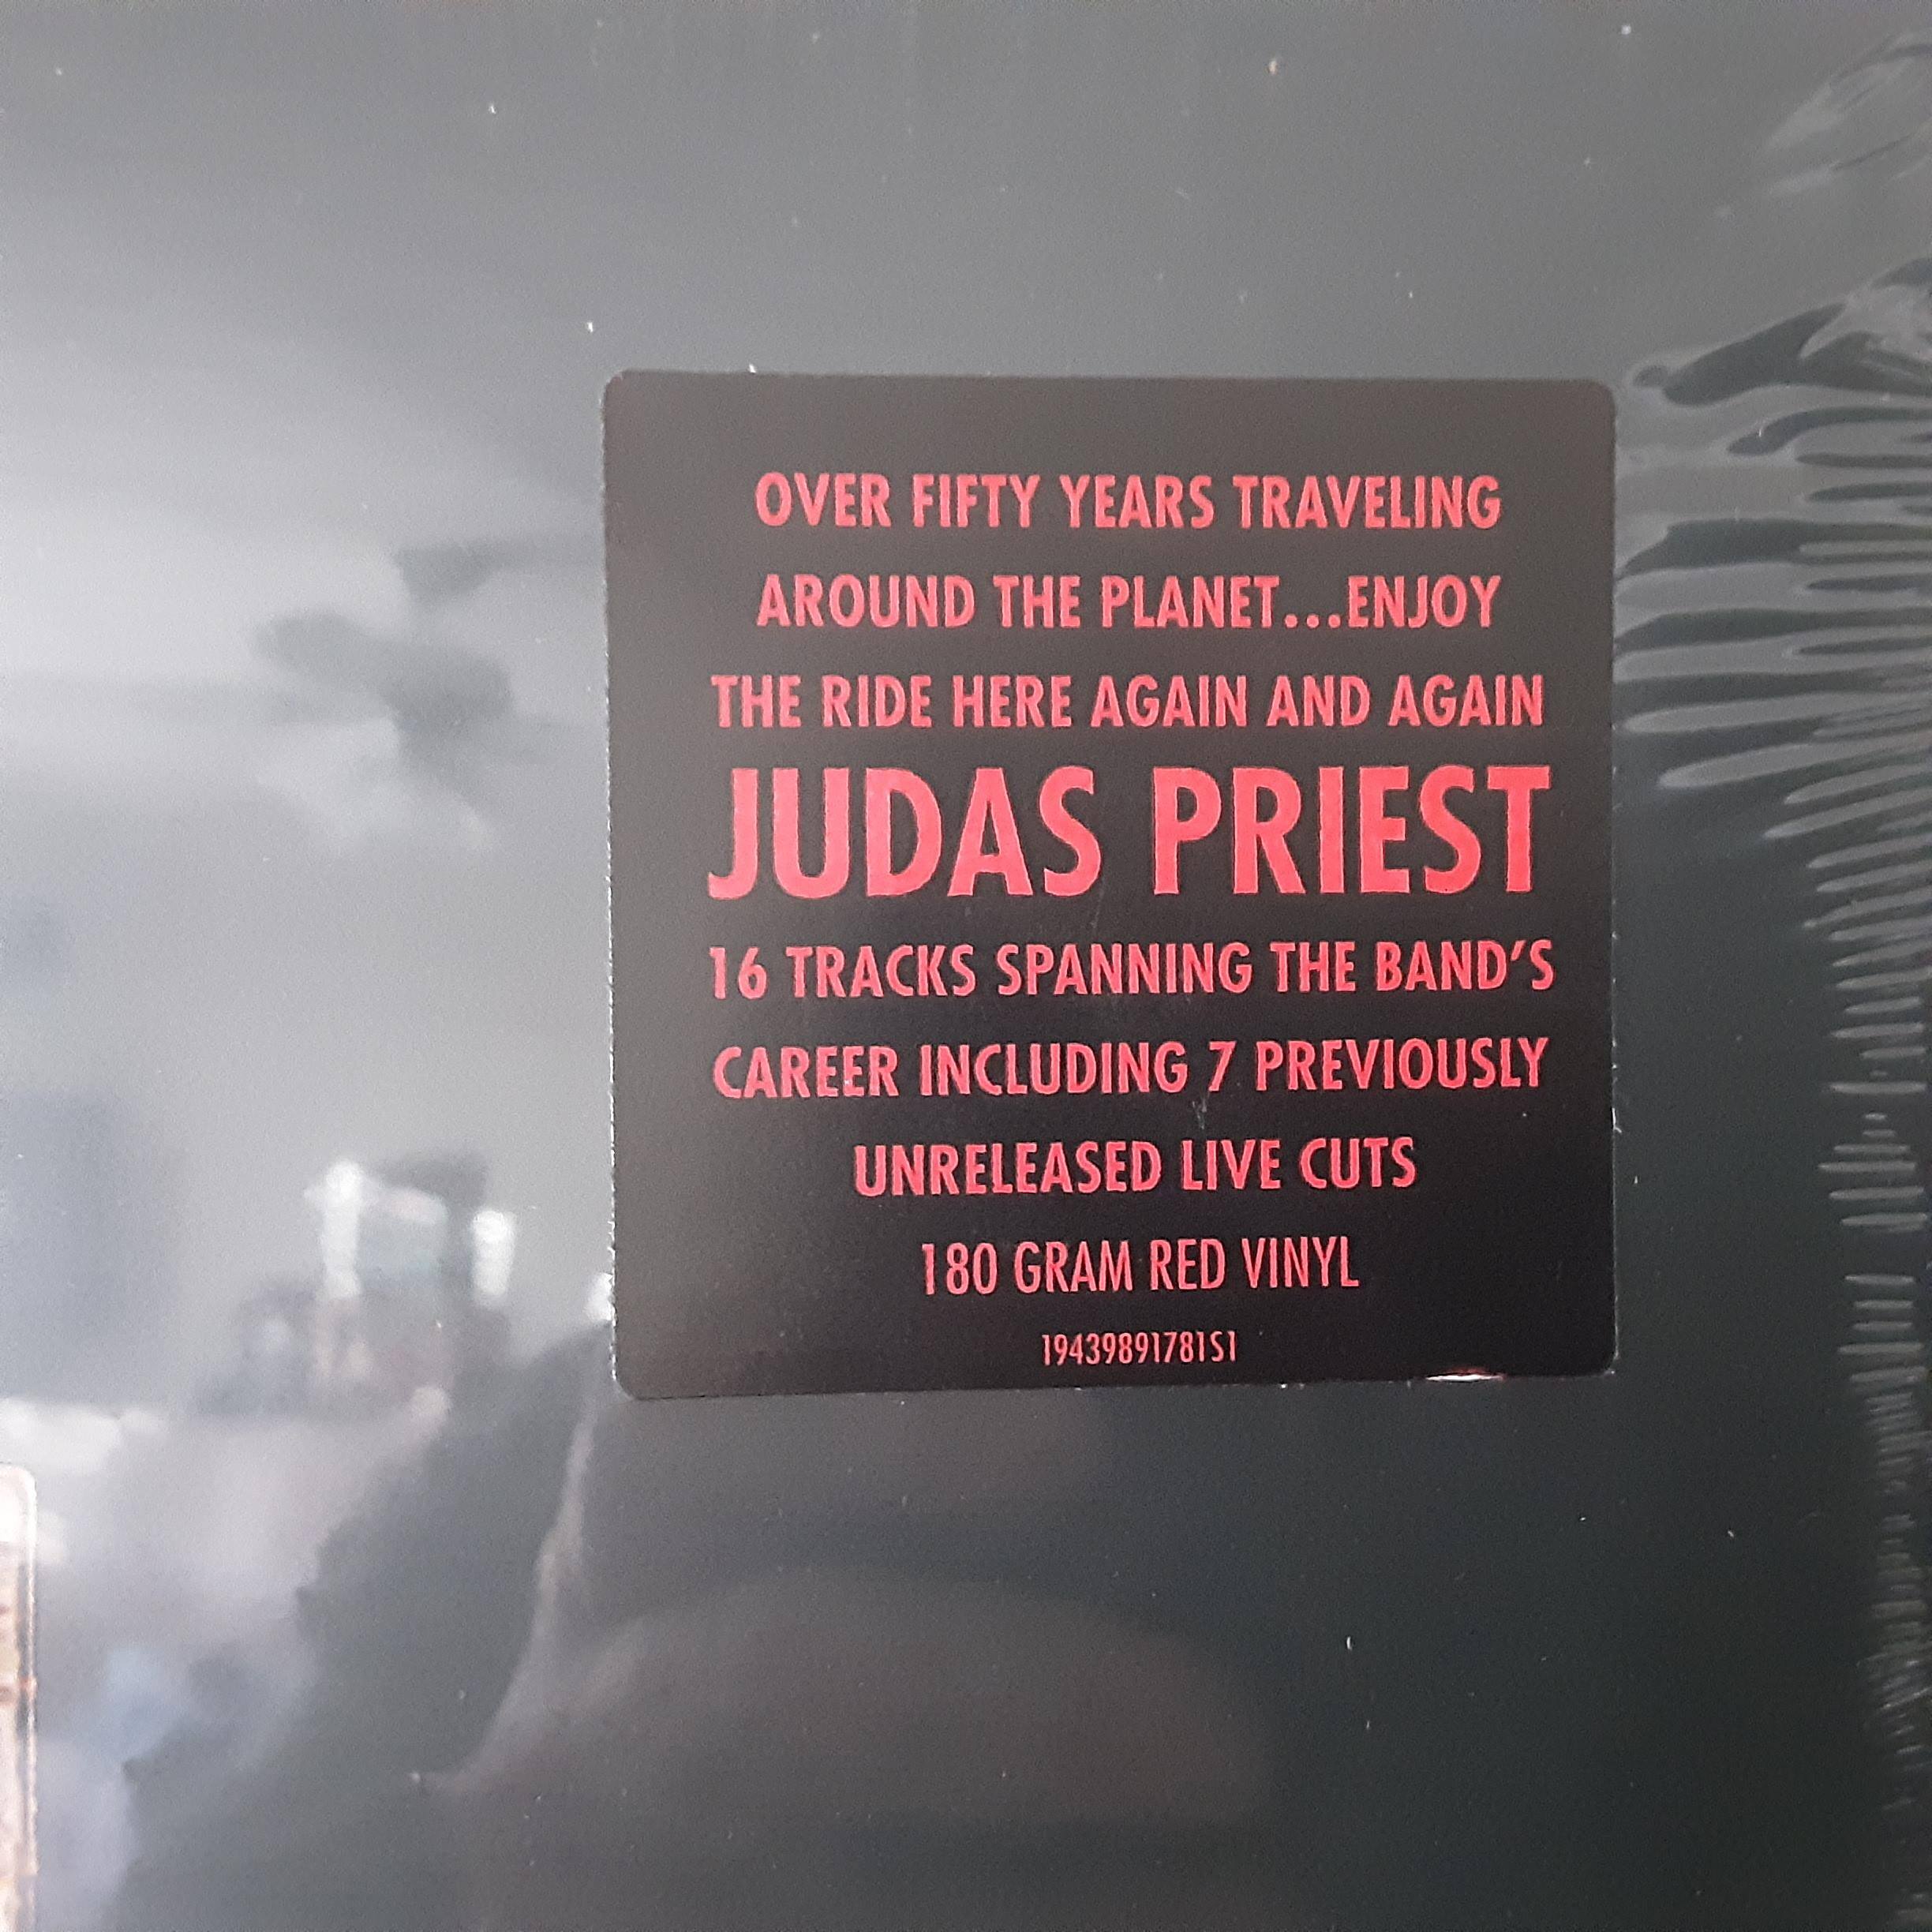 OVER FIFTY YEARS TRAVELING
AROUND THE PLANET...ENJOY
THE RIDE HERE AGAIN AND AGAIN
JUDAS PRIEST
16 TRACKS SPANNING THE BAND'S
CAREER INCLUDING 7 PREVIOUSLY
UNRELEASED LIVE CUTS
180 GRAM RED VINYL
19439891781S1